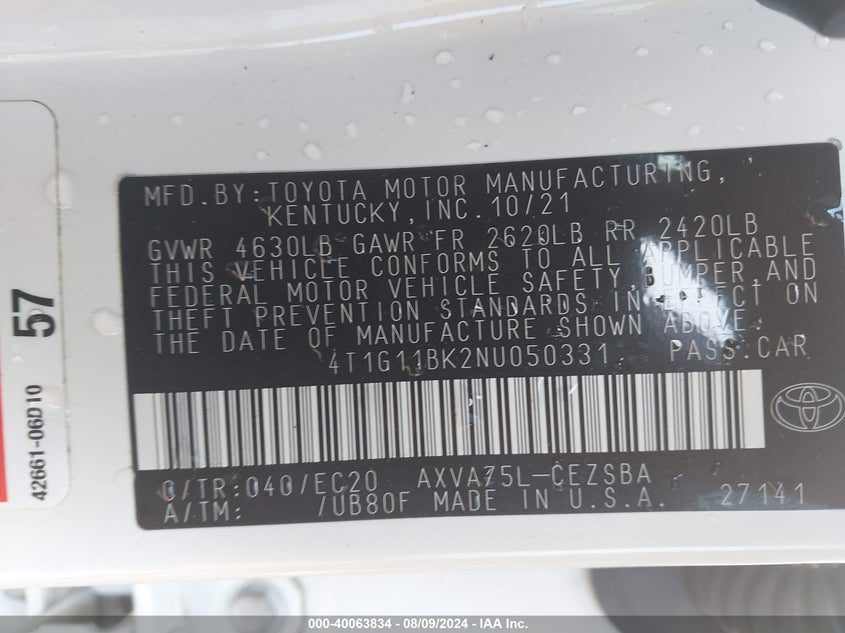 MFD.BY:TOYOTA MOTOR MANUFACTURING,
KENTUCKY,INC.10/21
GVWR 4630LB GAWR FR 2620LB RR 2420LB
THIS VEHICLE CONFORMS TO ALL APPLICABLE
FEDERAL MOTOR VEHICLE SAFETY,BUMPER,AND
THEFT PREVENTION STANDARDS IN EFFECT ON
THE DATE OF MANUFACTURE SHOWN ABOVE.
4T1G11BK2NU050331 PASS.CAR
C/TR:040/EC20 AXVA75L-CEZSBA
A/TM: /UB80F MADE IN U.S.A. 27141
57
42661-06D10
000-40063834 - 08/09/2024 - IAA Inc.